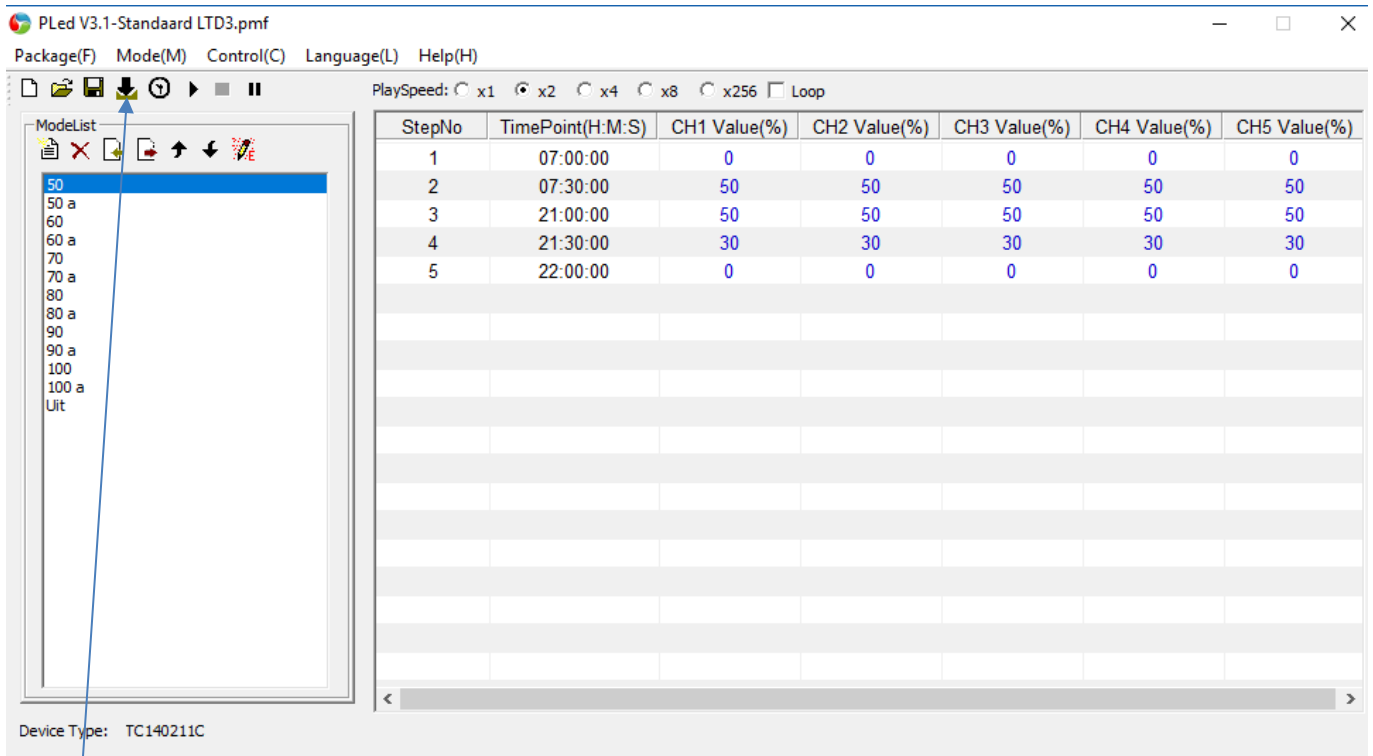 PLed V3.1-Standaard LTD3.pmf
Package(F) Mode(M) Control(C) Language(L) Help(H)
PlaySpeed: x1 x2 x4 x8 x256 Loop
ModeList
50
50 a
60
60 a
70
70 a
80
80 a
90
90 a
100
100 a
Uit
StepNo TimePoint(H:M:S) CH1 Value(%) CH2 Value(%) CH3 Value(%) CH4 Value(%) CH5 Value(%)
1 07:00:00 0 0 0 0 0
2 07:30:00 50 50 50 50 50
3 21:00:00 50 50 50 50 50
4 21:30:00 30 30 30 30 30
5 22:00:00 0 0 0 0 0
Device Type: TC140211C